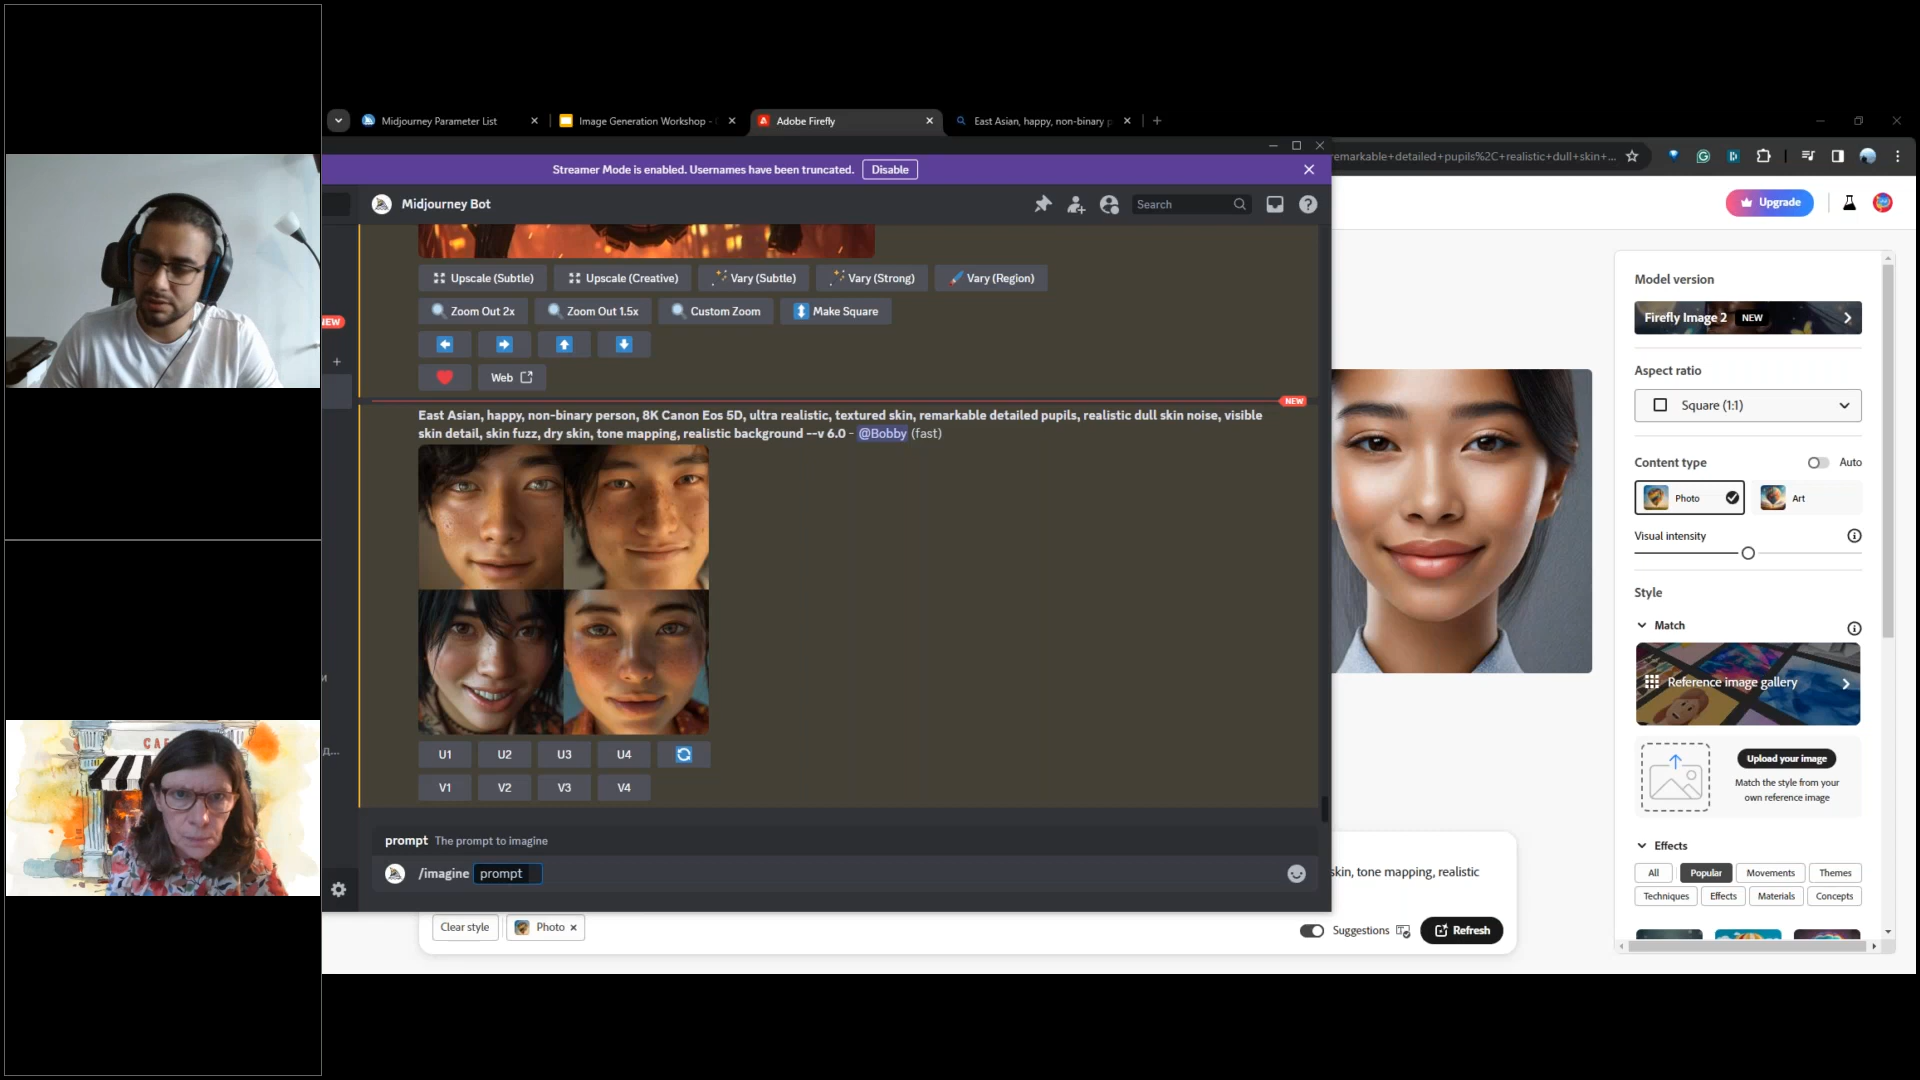 Midjourney Parameter List
Image Generation Workshop -
Adobe Firefly
East Asian, happy, non-binary p
emarkable+detailed+pupils%2C+realistic+dull+skin+...
Streamer Mode is enabled. Usernames have been truncated.
Disable
Midjourney Bot
Search
Upgrade
Upscale (Subtle)
Upscale (Creative)
Vary (Subtle)
Vary (Strong)
Vary (Region)
Zoom Out 2x
Zoom Out 1.5x
Custom Zoom
Make Square
Web
NEW
NEW
East Asian, happy, non-binary person, 8K Canon Eos 5D, ultra realistic, textured skin, remarkable detailed pupils, realistic dull skin noise, visible
skin detail, skin fuzz, dry skin, tone mapping, realistic background --v 6.0 - @Bobby (fast)
U1
U2
U3
U4
V1
V2
V3
V4
prompt The prompt to imagine
/imagine prompt
skin, tone mapping, realistic
Clear style
Photo
Suggestions
Refresh
Model version
Firefly Image 2 NEW
Aspect ratio
Square (1:1)
Content type
Auto
Photo
Art
Visual intensity
Style
Match
Reference image gallery
Upload your image
Match the style from your
own reference image
Effects
All
Popular
Movements
Themes
Techniques
Effects
Materials
Concepts